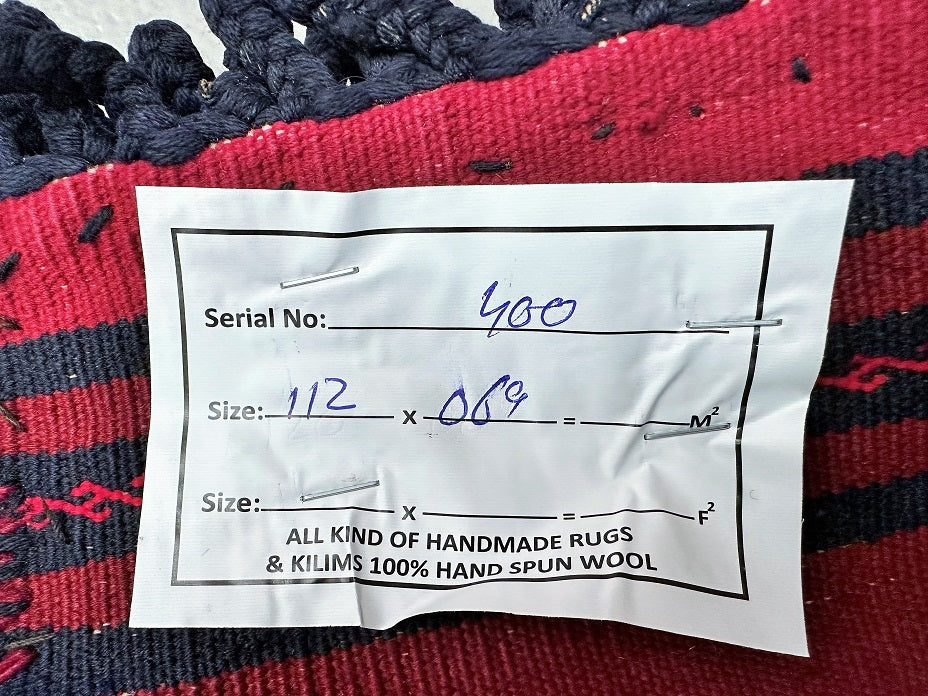 Serial No: 400
Size: 112 x 069 = M²
Size: x = F²
ALL KIND OF HANDMADE RUGS
& KILIMS 100% HAND SPUN WOOL